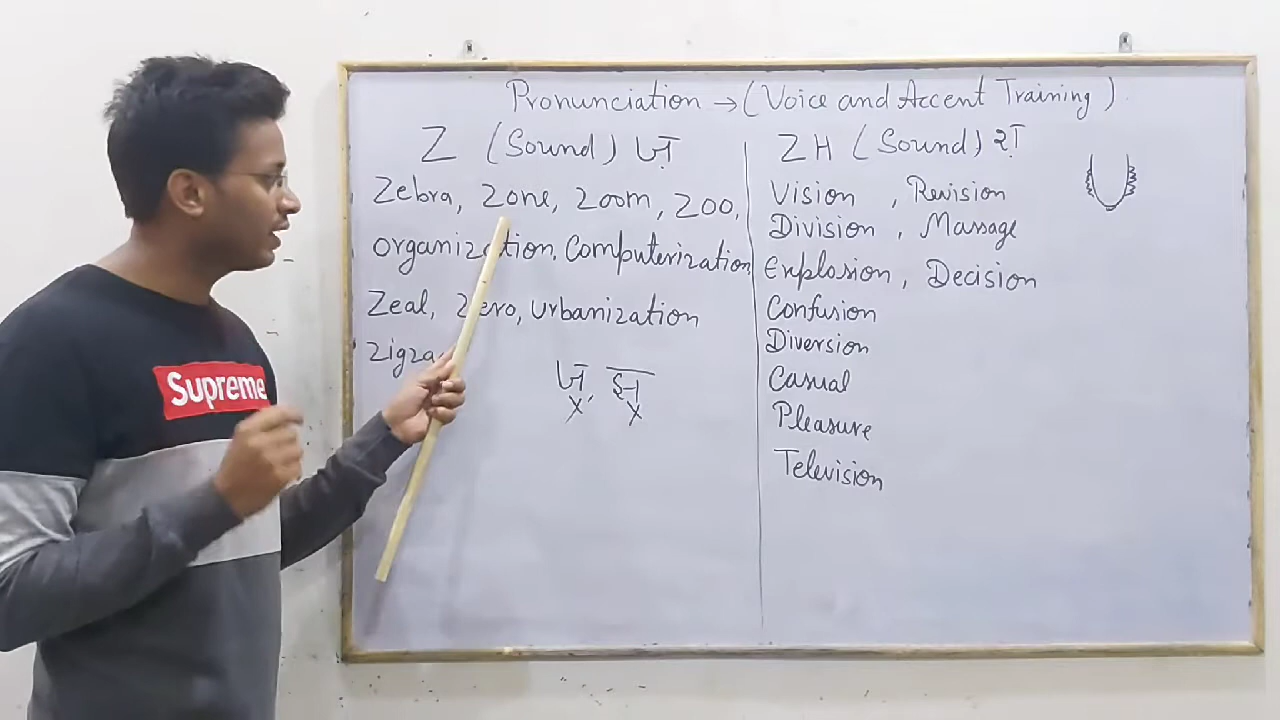 Pronunciation → (Voice and Accent Training)
Z (Sound) ज़
Zebra, Zone, Zoom, Zoo,
Organization, Computerization
Zeal, Zero, Urbanization
ज, झ
X, X
ZH (Sound)
Vision, Revision
Division, Massage
Explosion, Decision
Confusion
Diversion
Casual
Pleasure
Television
Supreme